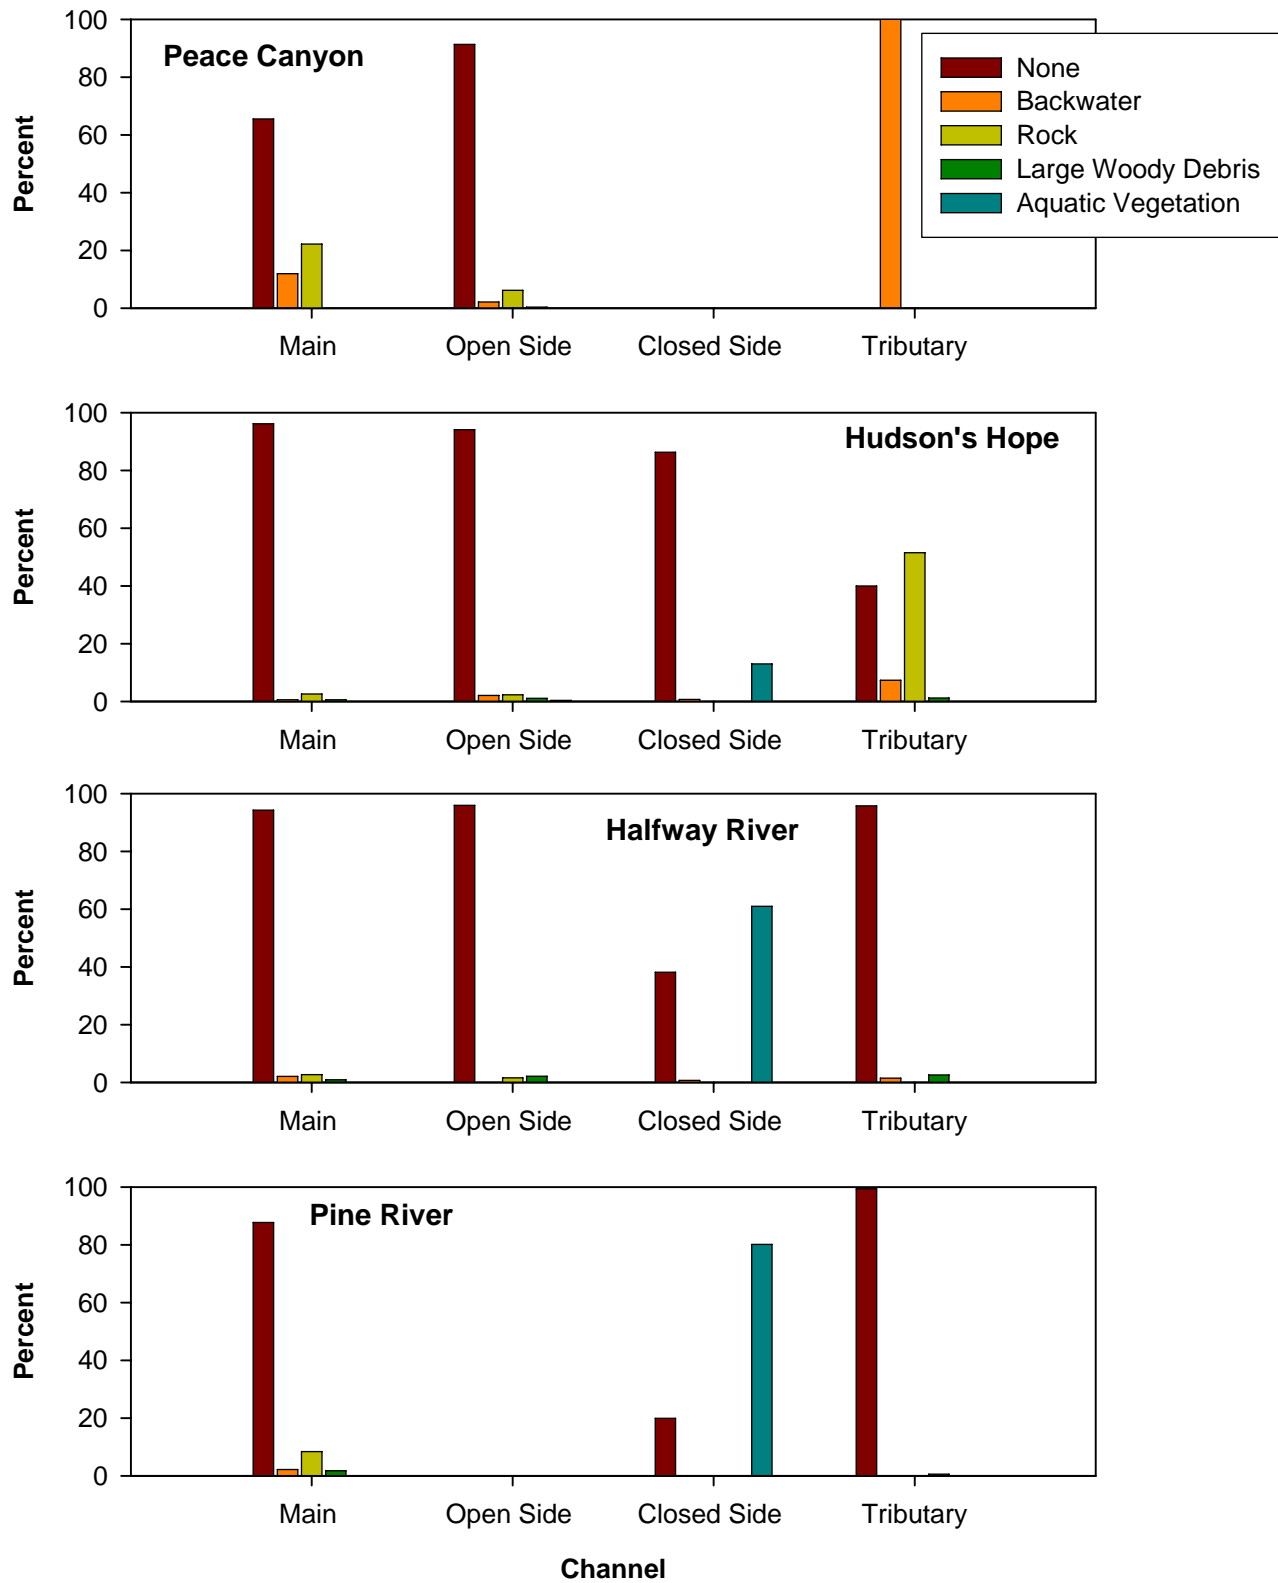 Peace Canyon
None
Backwater
Rock
Large Woody Debris
Aquatic Vegetation
Percent
100
80
60
40
20
0
Main Open Side Closed Side Tributary
Hudson's Hope
Percent
100
80
60
40
20
0
Main Open Side Closed Side Tributary
Halfway River
Percent
100
80
60
40
20
0
Main Open Side Closed Side Tributary
Pine River
Percent
100
80
60
40
20
0
Main Open Side Closed Side Tributary
Channel